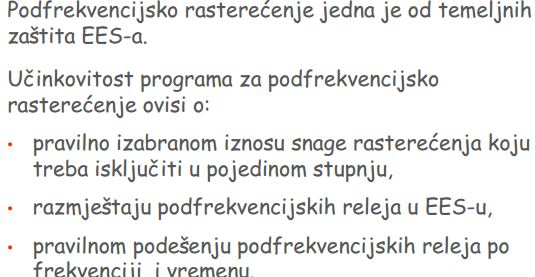 Podfrekvencijsko rasterećenje jedna je od temeljnih
zaštita EES-a.
Učinkovitost programa za podfrekvencijsko
rasterećenje ovisi o:
• pravilno izabranom iznosu snage rasterećenja koju
treba isključiti u pojedinom stupnju,
• razmještaju podfrekvencijskih releja u EES-u,
• pravilnom podešenju podfrekvencijskih releja po
frekvenciji i vremenu.